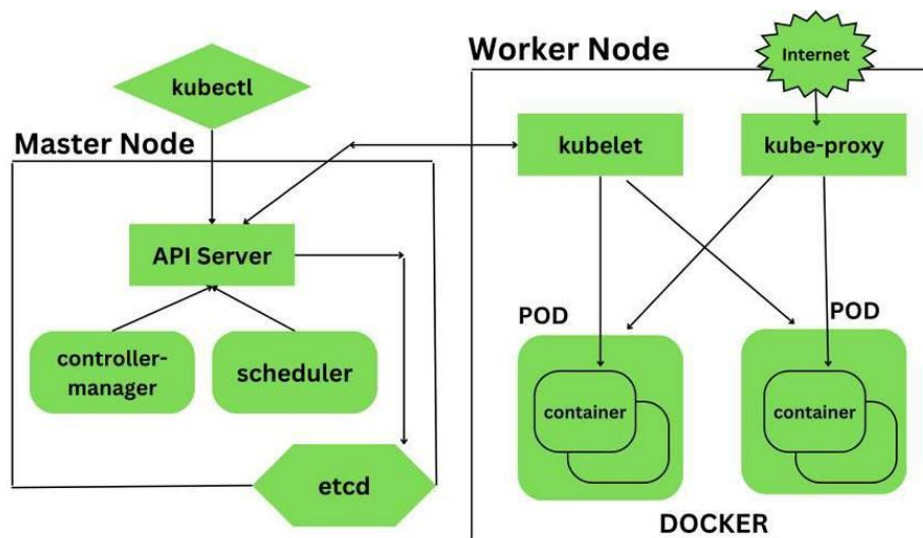 Worker Node
Internet
kubectl
Master Node
kubelet
kube-proxy
API Server
POD
POD
controller-
manager
scheduler
container
container
etcd
DOCKER